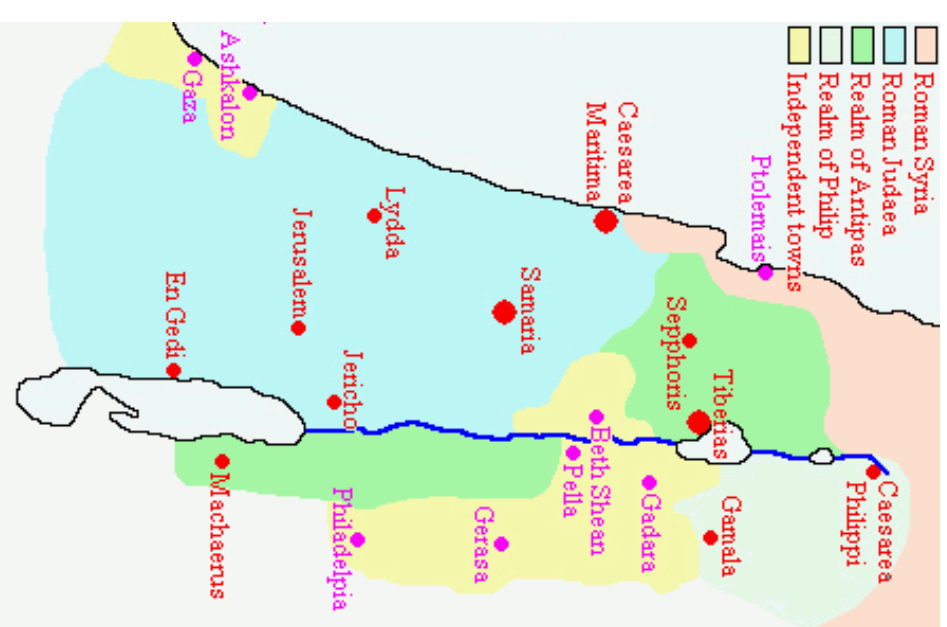 Roman Syria
Roman Judaea
Realm of Antipas
Realm of Philip
Independent towns
Caesarea
Philippi
Ptolemais
Gamala
Tiberias
Sepphoris
Gadara
Caesarea
Maritima
Beth Shean
Pella
Samaria
Gerasa
Lydda
Philadelpia
Jericho
Jerusalem
Ashkalon
Machaerus
Gaza
En Gedi